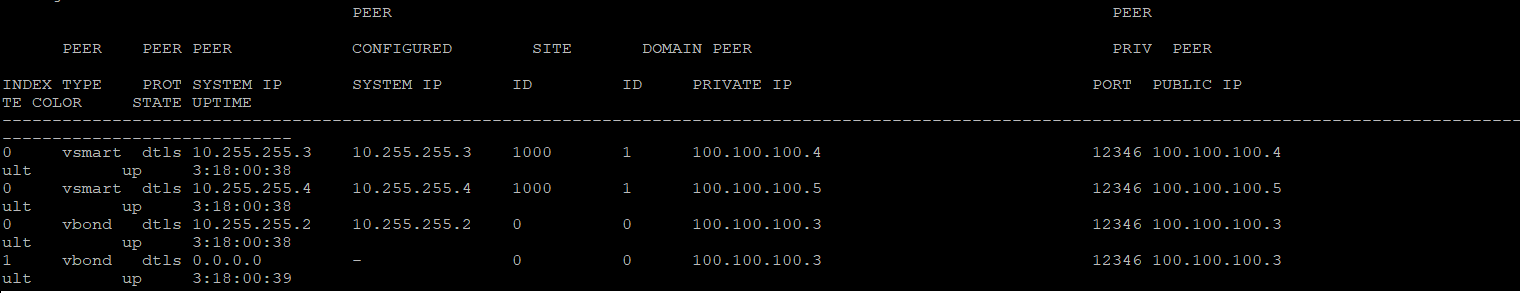 PEER PEER
PEER PEER PEER CONFIGURED SITE DOMAIN PEER PRIV PEER
INDEX TYPE PROT SYSTEM IP SYSTEM IP ID ID PRIVATE IP PORT PUBLIC IP
TE COLOR STATE UPTIME
---------------------------------------------------------------------------------------------------------------------------------------------------------
-----------------------------
0 vsmart dtls 10.255.255.3 10.255.255.3 1000 1 100.100.100.4 12346 100.100.100.4
ult up 3:18:00:38
0 vsmart dtls 10.255.255.4 10.255.255.4 1000 1 100.100.100.5 12346 100.100.100.5
ult up 3:18:00:38
0 vbond dtls 10.255.255.2 10.255.255.2 0 0 100.100.100.3 12346 100.100.100.3
ult up 3:18:00:38
1 vbond dtls 0.0.0.0 - 0 0 100.100.100.3 12346 100.100.100.3
ult up 3:18:00:39